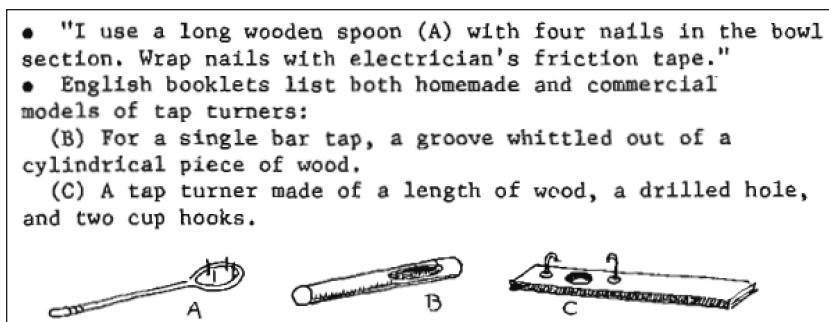 ● "I use a long wooden spoon (A) with four nails in the bowl
section. Wrap nails with electrician's friction tape."
● English booklets list both homemade and commercial
models of tap turners:
(B) For a single bar tap, a groove whittled out of a
cylindrical piece of wood.
(C) A tap turner made of a length of wood, a drilled hole,
and two cup hooks.
A B C